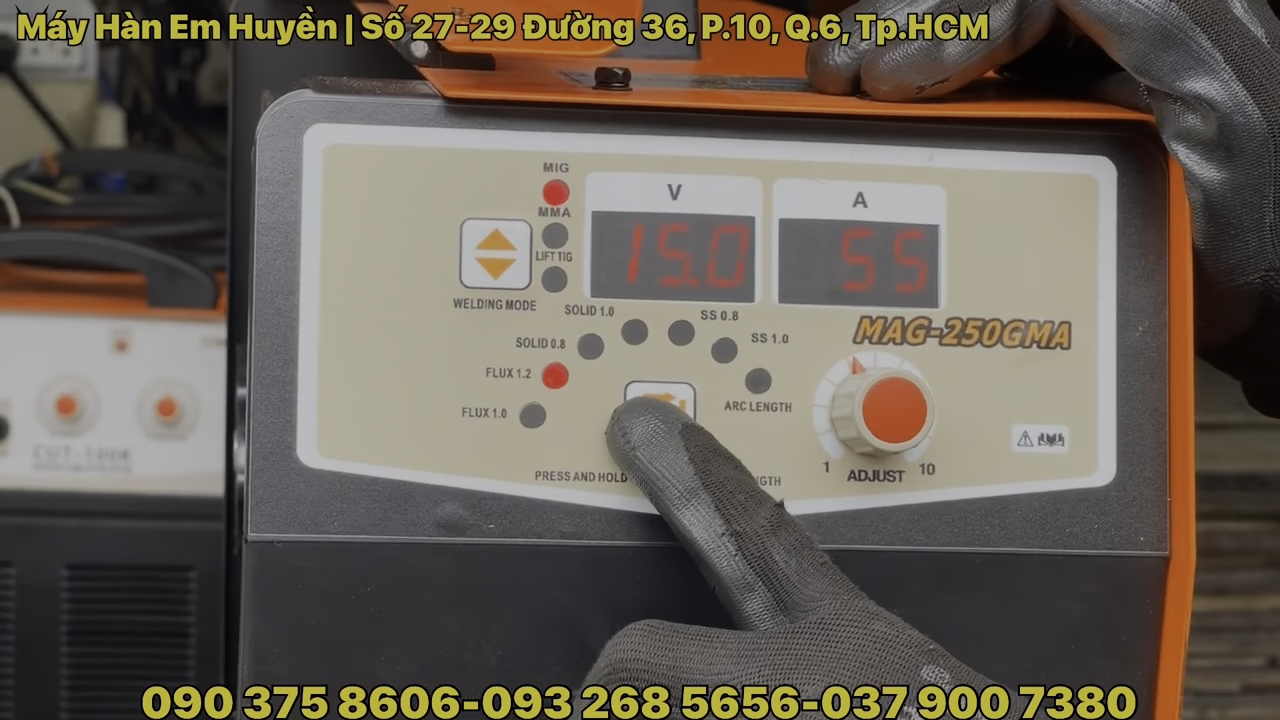 Máy Hàn Em Huyền | Số 27-29 Đường 36, P.10, Q.6, Tp.HCM
MIG
MMA
LIFT TIG
WELDING MODE
V
15.0
A
55
SOLID 1.0
SS 0.8
SOLID 0.8
SS 1.0
FLUX 1.2
ARC LENGTH
FLUX 1.0
MAG-250GMA
1
ADJUST
10
PRESS AND HOLD
GTH
CUT-100H
090 375 8606-093 268 5656-037 900 7380